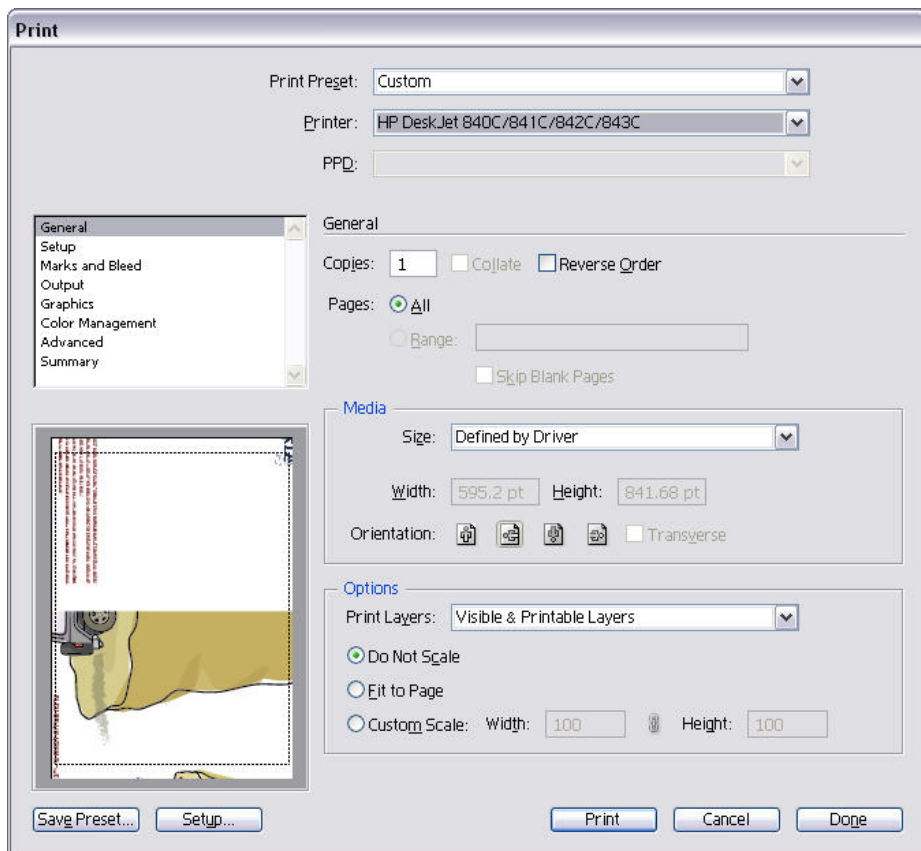 Print
Print Preset: Custom
Printer: HP DeskJet 840C/841C/842C/843C
PPD:
General
Setup
Marks and Bleed
Output
Graphics
Color Management
Advanced
Summary
General
Copies: 1 Collate Reverse Order
Pages: All
Range:
Skip Blank Pages
Media
Size: Defined by Driver
Width: 595.2 pt Height: 841.68 pt
Orientation: Transverse
Options
Print Layers: Visible & Printable Layers
Do Not Scale
Fit to Page
Custom Scale: Width: 100 Height: 100
Save Preset... Setup... Print Cancel Done